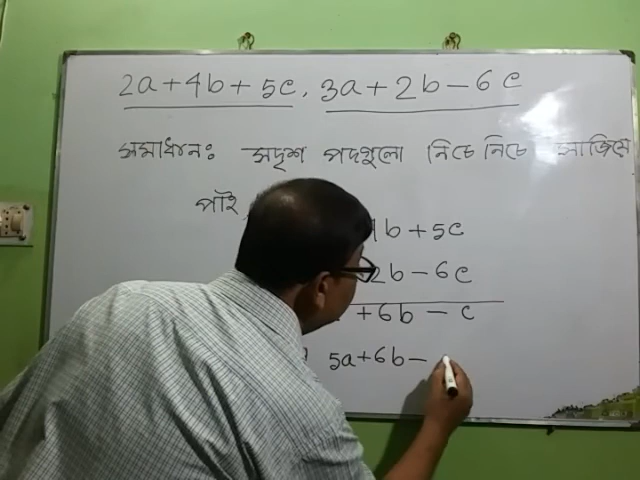 2a+4b+5c, 3a+2b-6c
সমাধান: সদৃশ পদগুলো নিচে নিচে সাজিয়ে
পাই,
4b+5c
2b-6c
+6b-c
5a+6b-